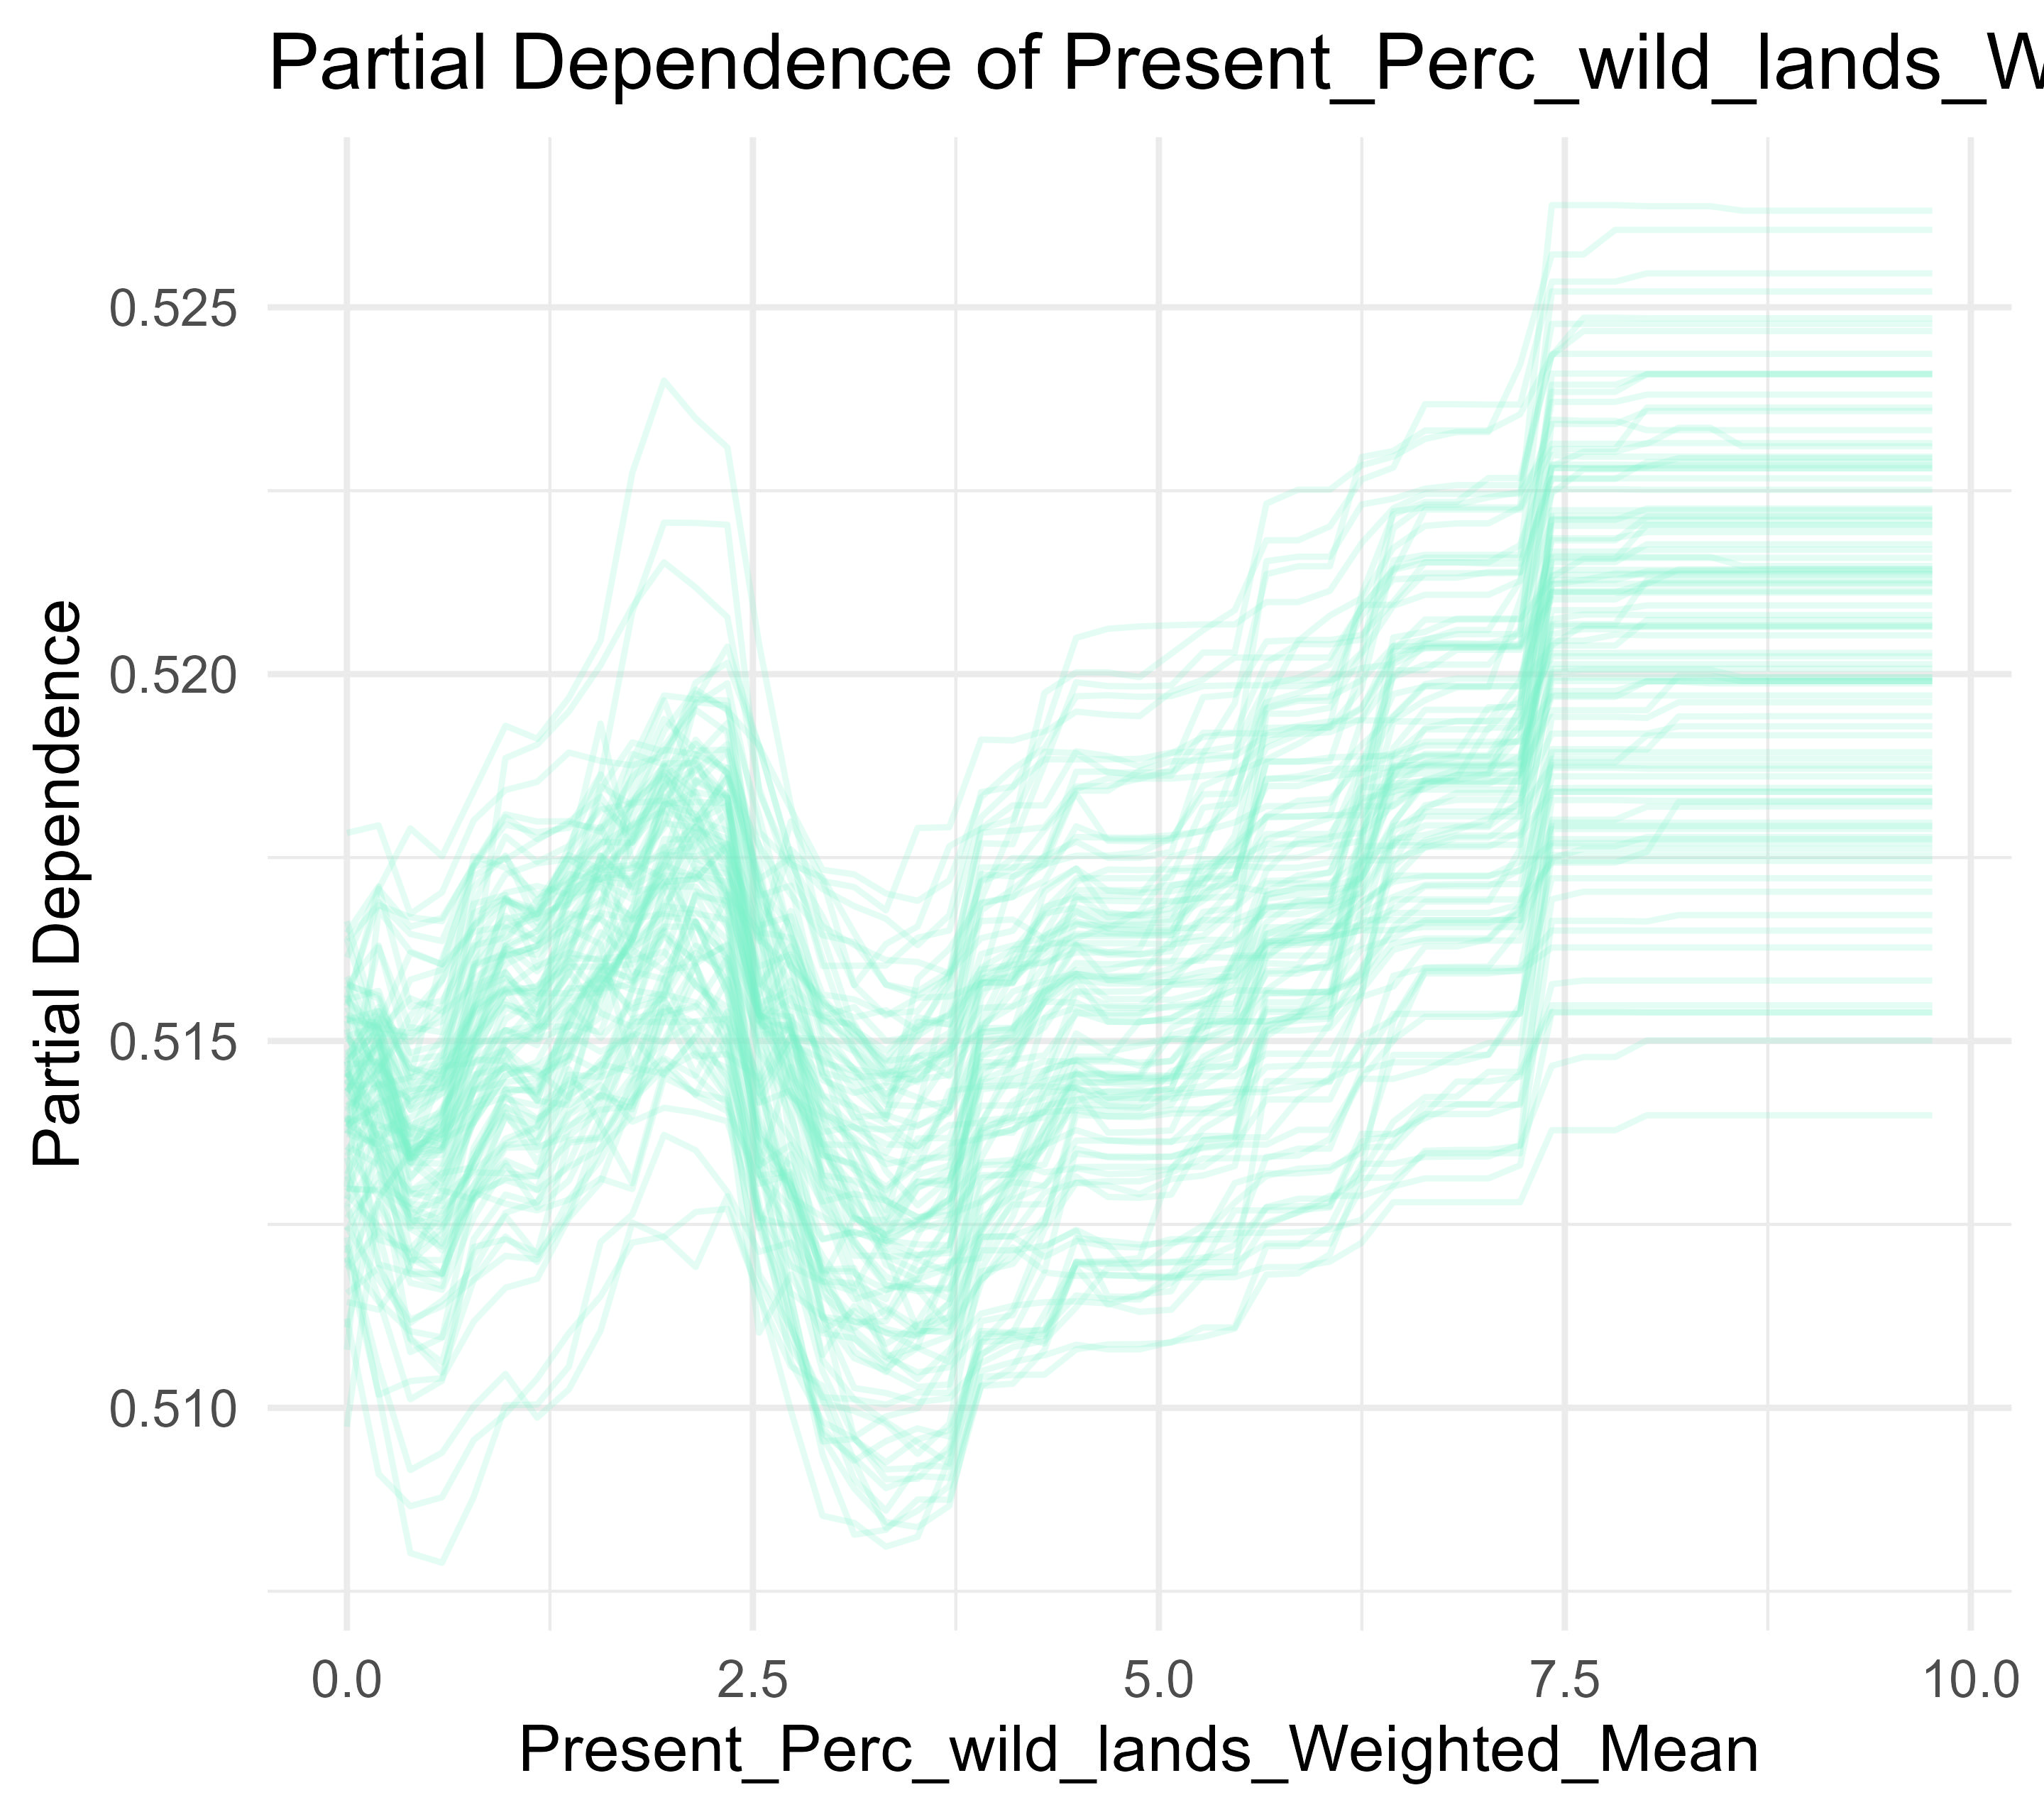 Partial Dependence of Present_Perc_wild_lands_W
Partial Dependence
0.525
0.520
0.515
0.510
0.0 2.5 5.0 7.5 10.0
Present_Perc_wild_lands_Weighted_Mean